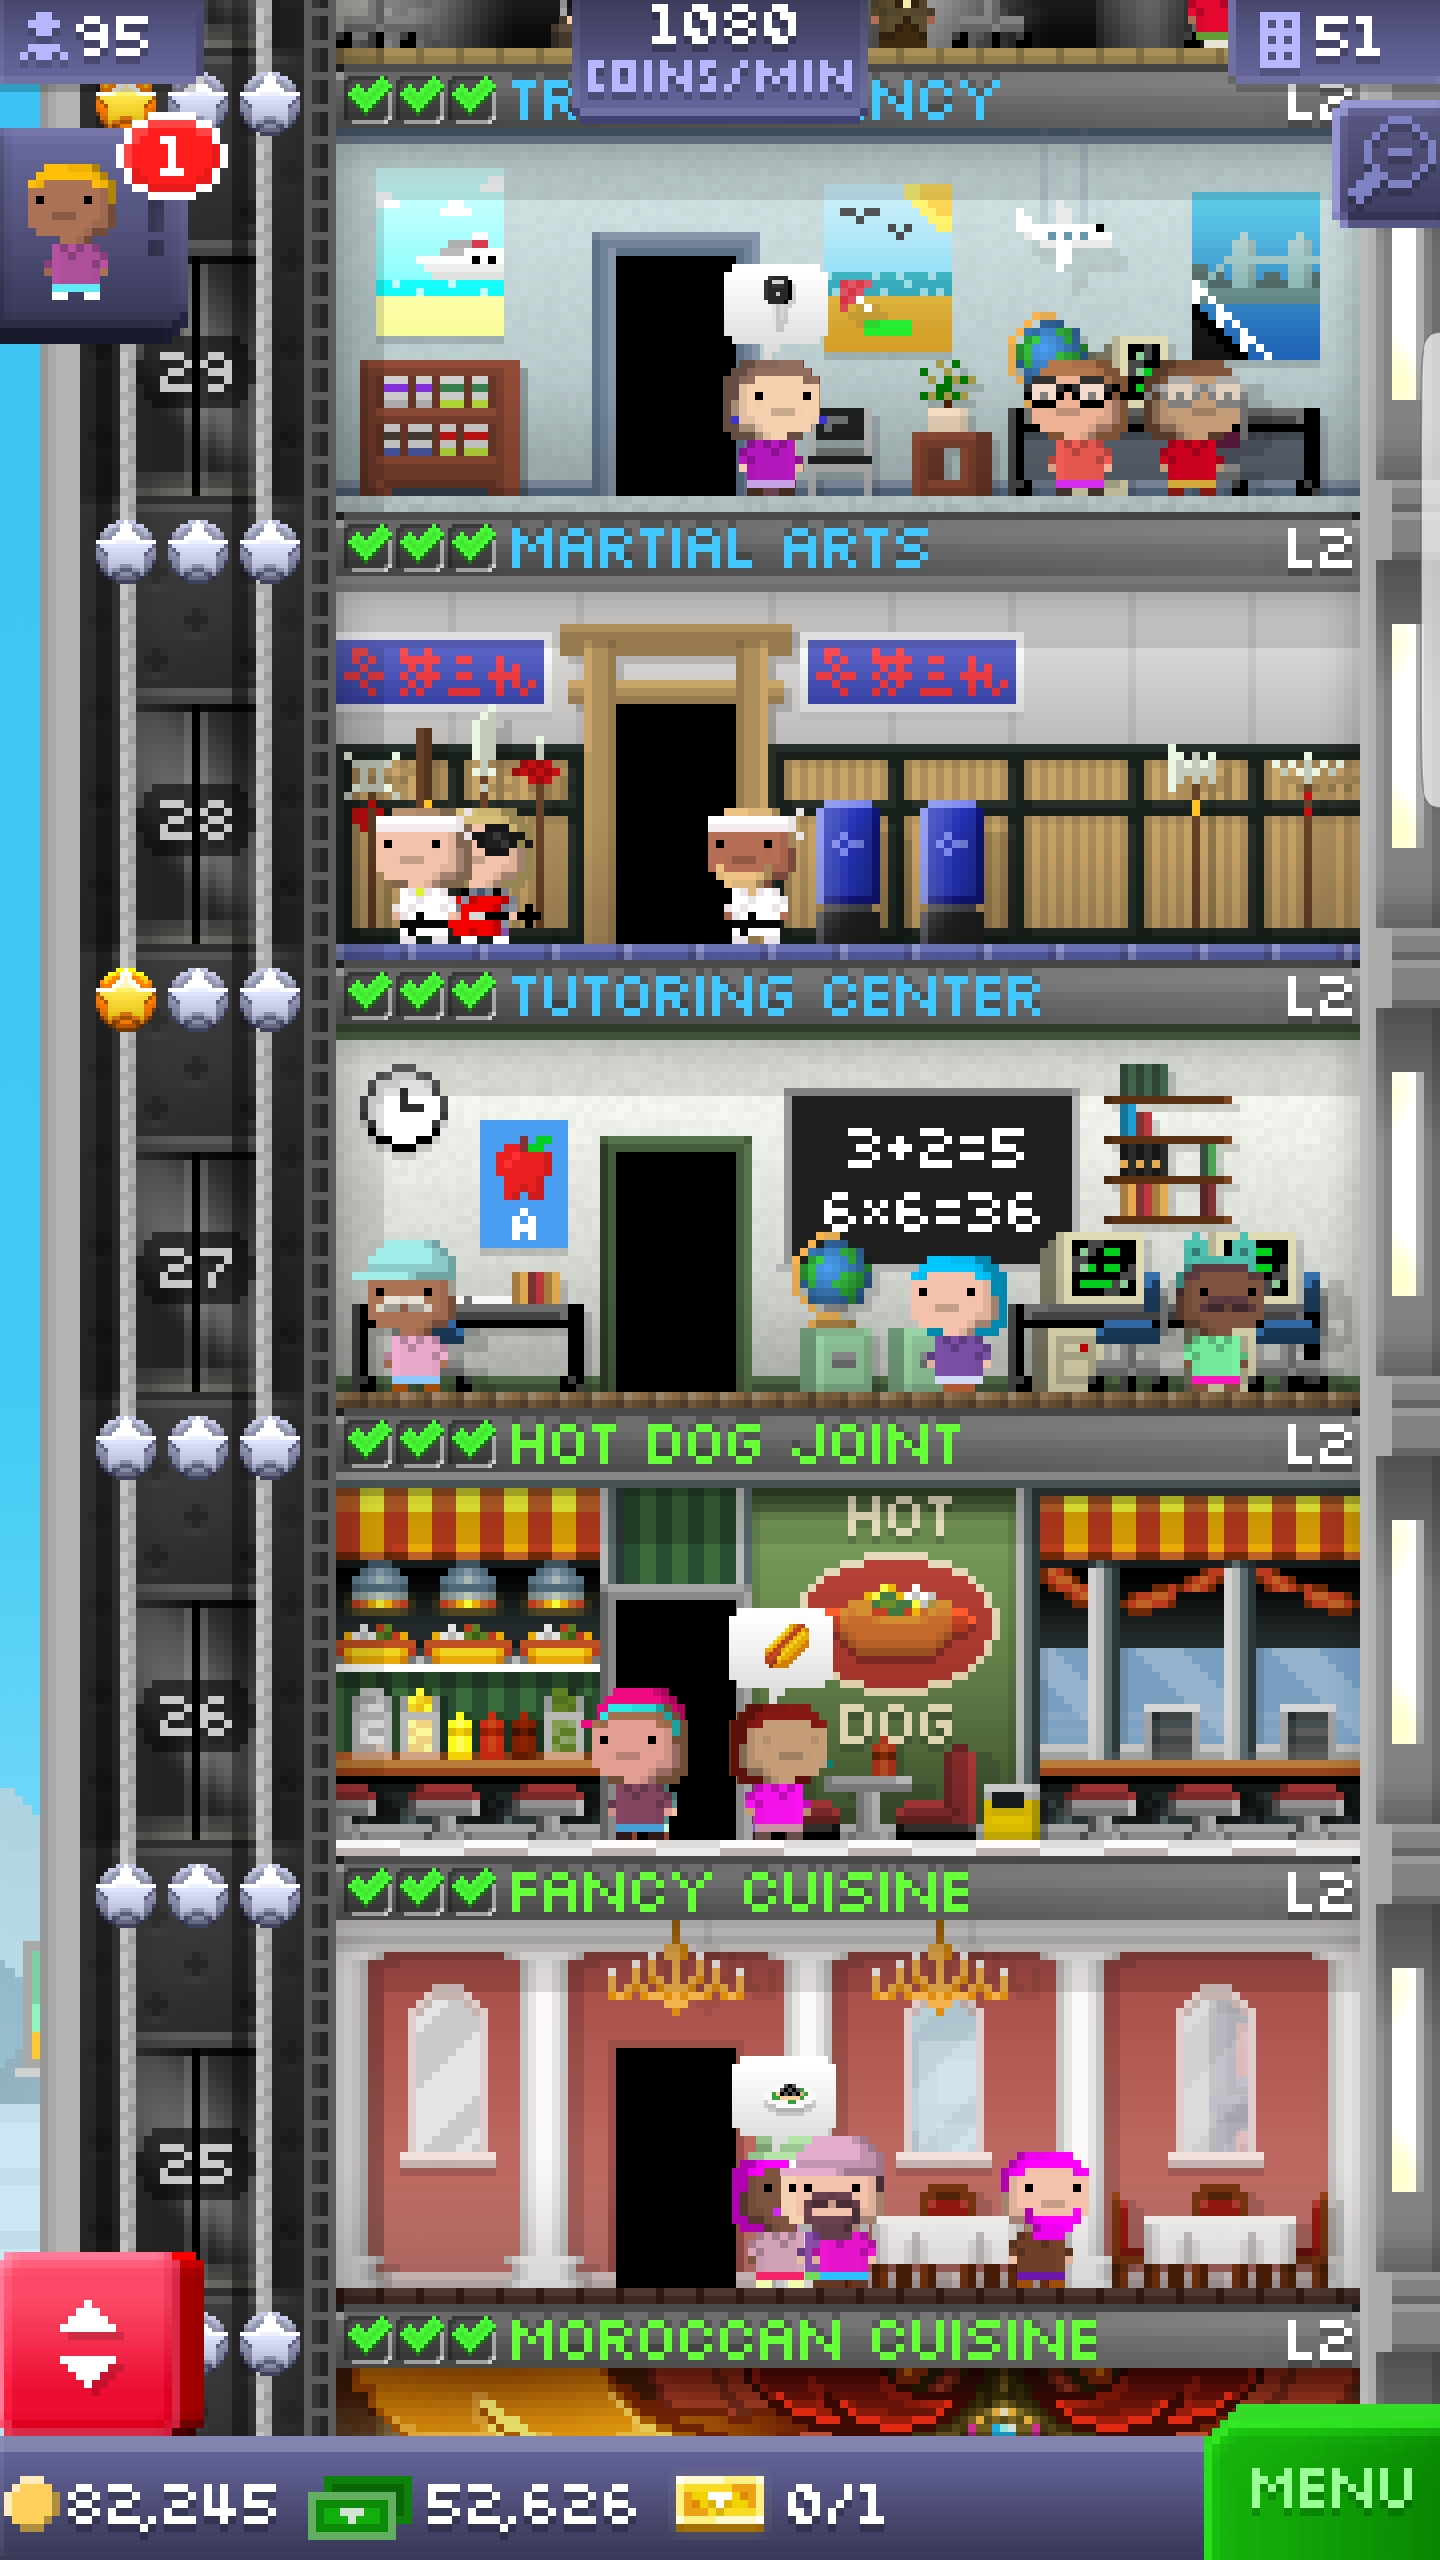 95
1080
COINS/MIN
51
TR NCY
L2
1
29
MARTIAL ARTS
L2
28
TUTORING CENTER
L2
3+2=5
6×6=36
A
27
HOT DOG JOINT
L2
HOT
DOG
26
FANCY CUISINE
L2
25
MOROCCAN CUISINE
L2
82,245
52,626
0/1
MENU